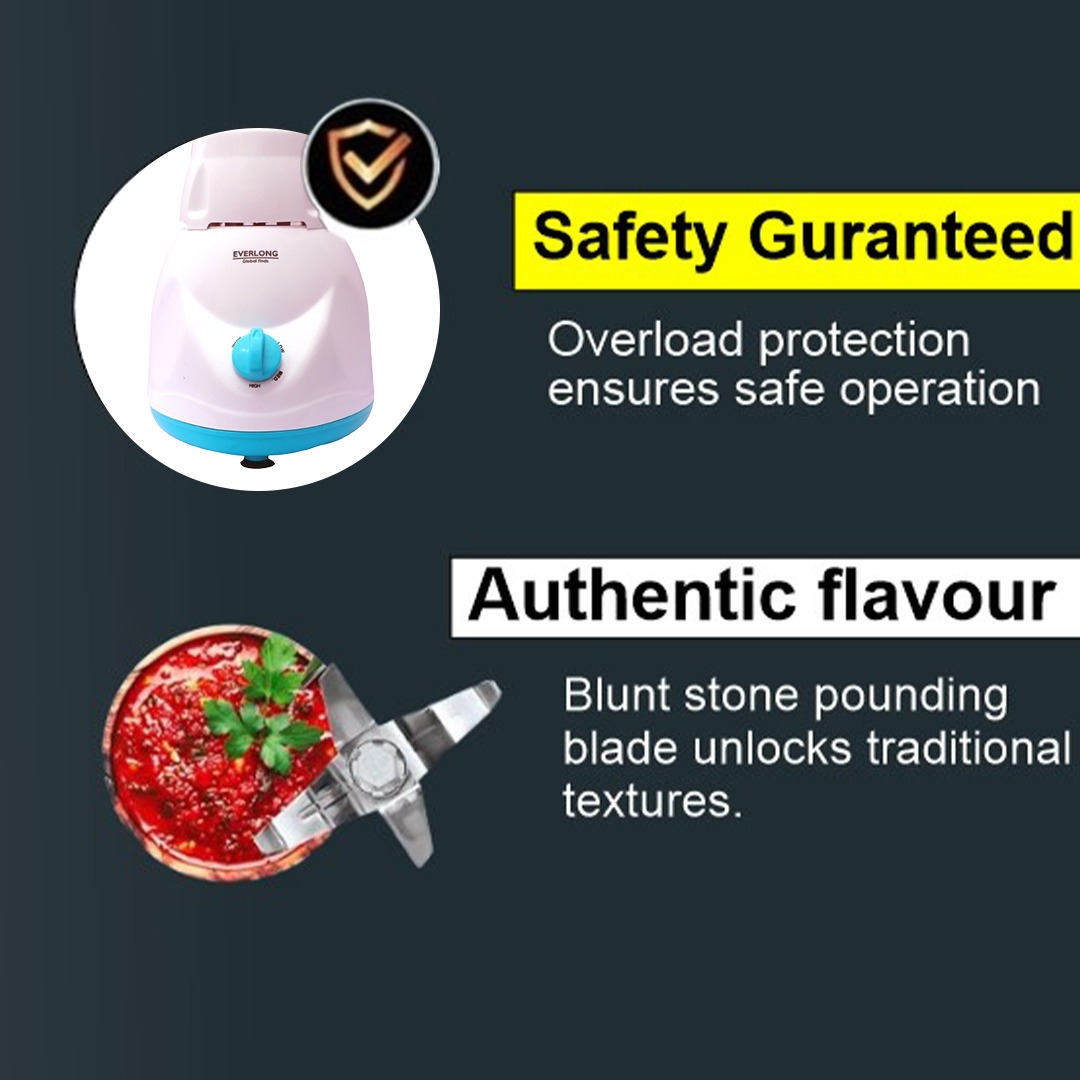 EVERLONG
Global finds
HIGH
Safety Guranteed
Overload protection
ensures safe operation
Authentic flavour
Blunt stone pounding
blade unlocks traditional
textures.